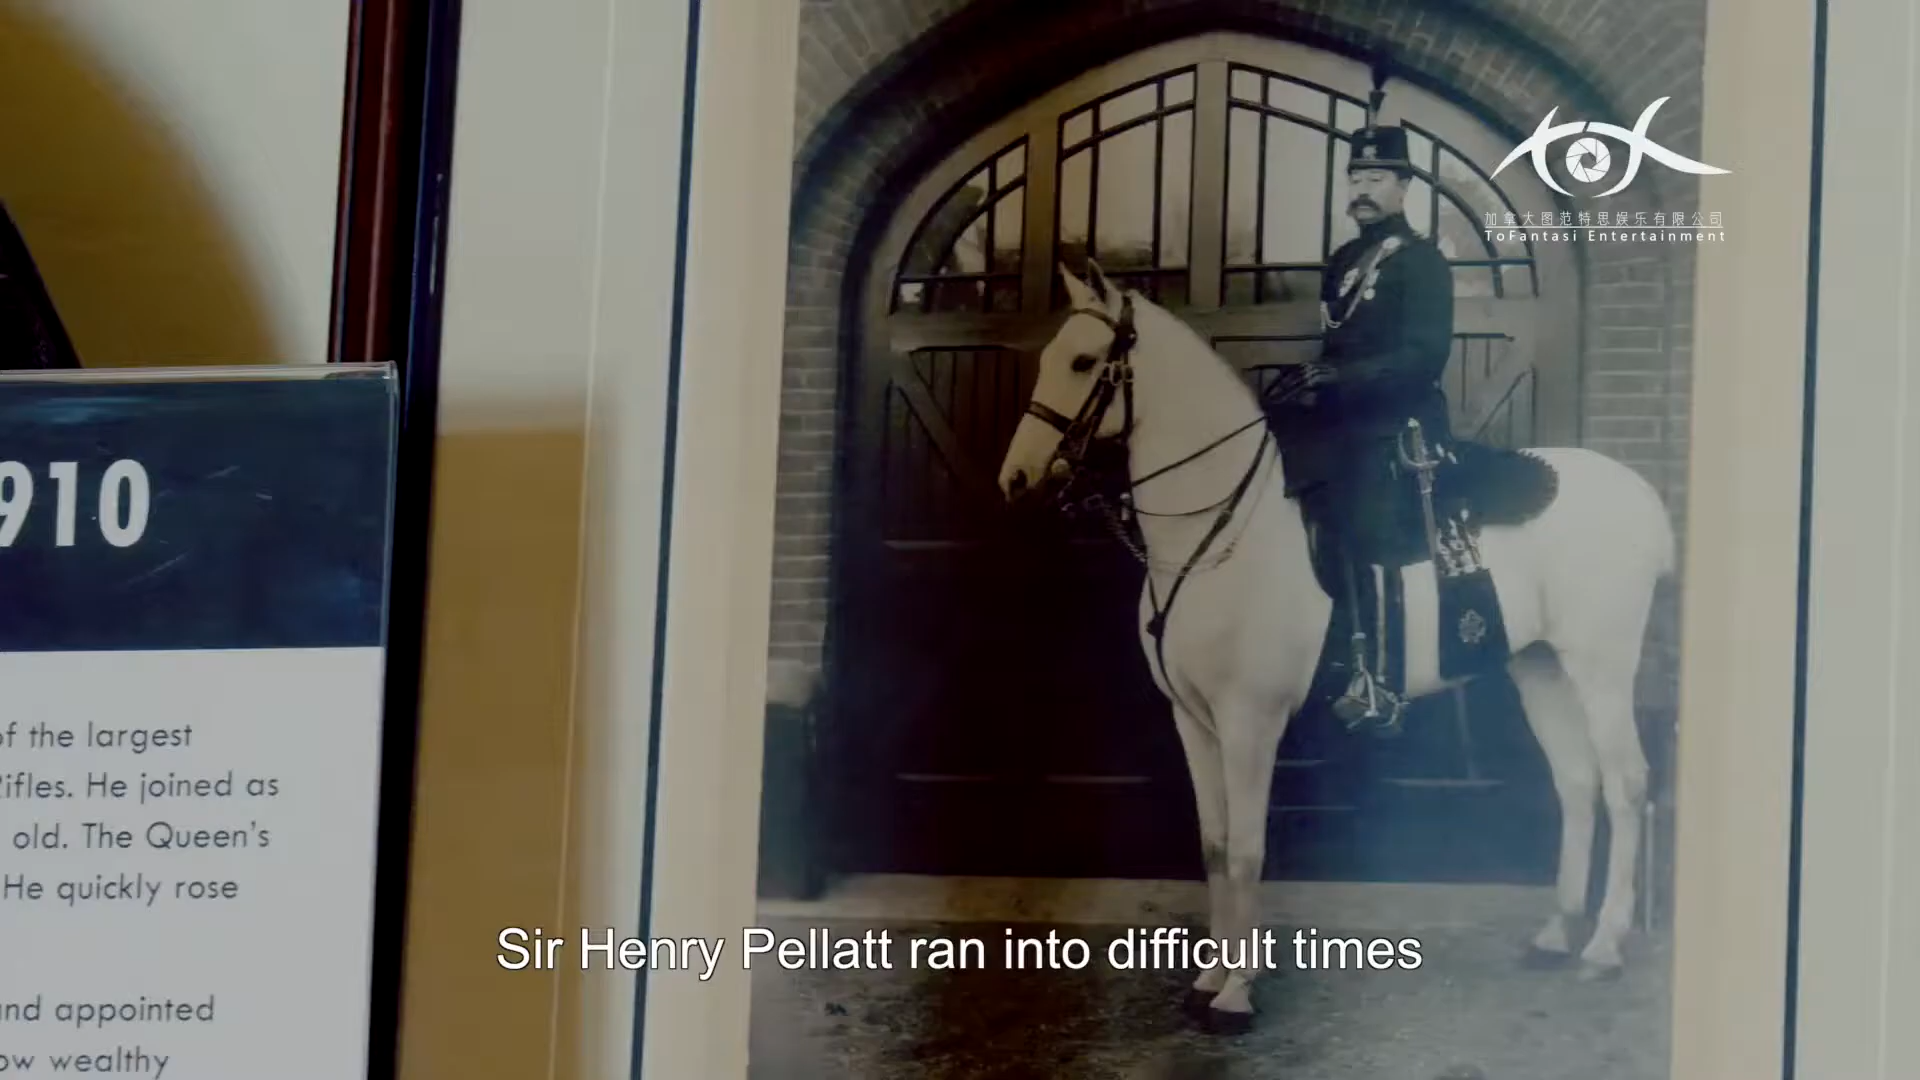 加拿大图范特思娱乐有限公司
ToFantasi Entertainment
910
of the largest
Rifles. He joined as
old. The Queen's
He quickly rose
and appointed
ow wealthy
Sir Henry Pellatt ran into difficult times